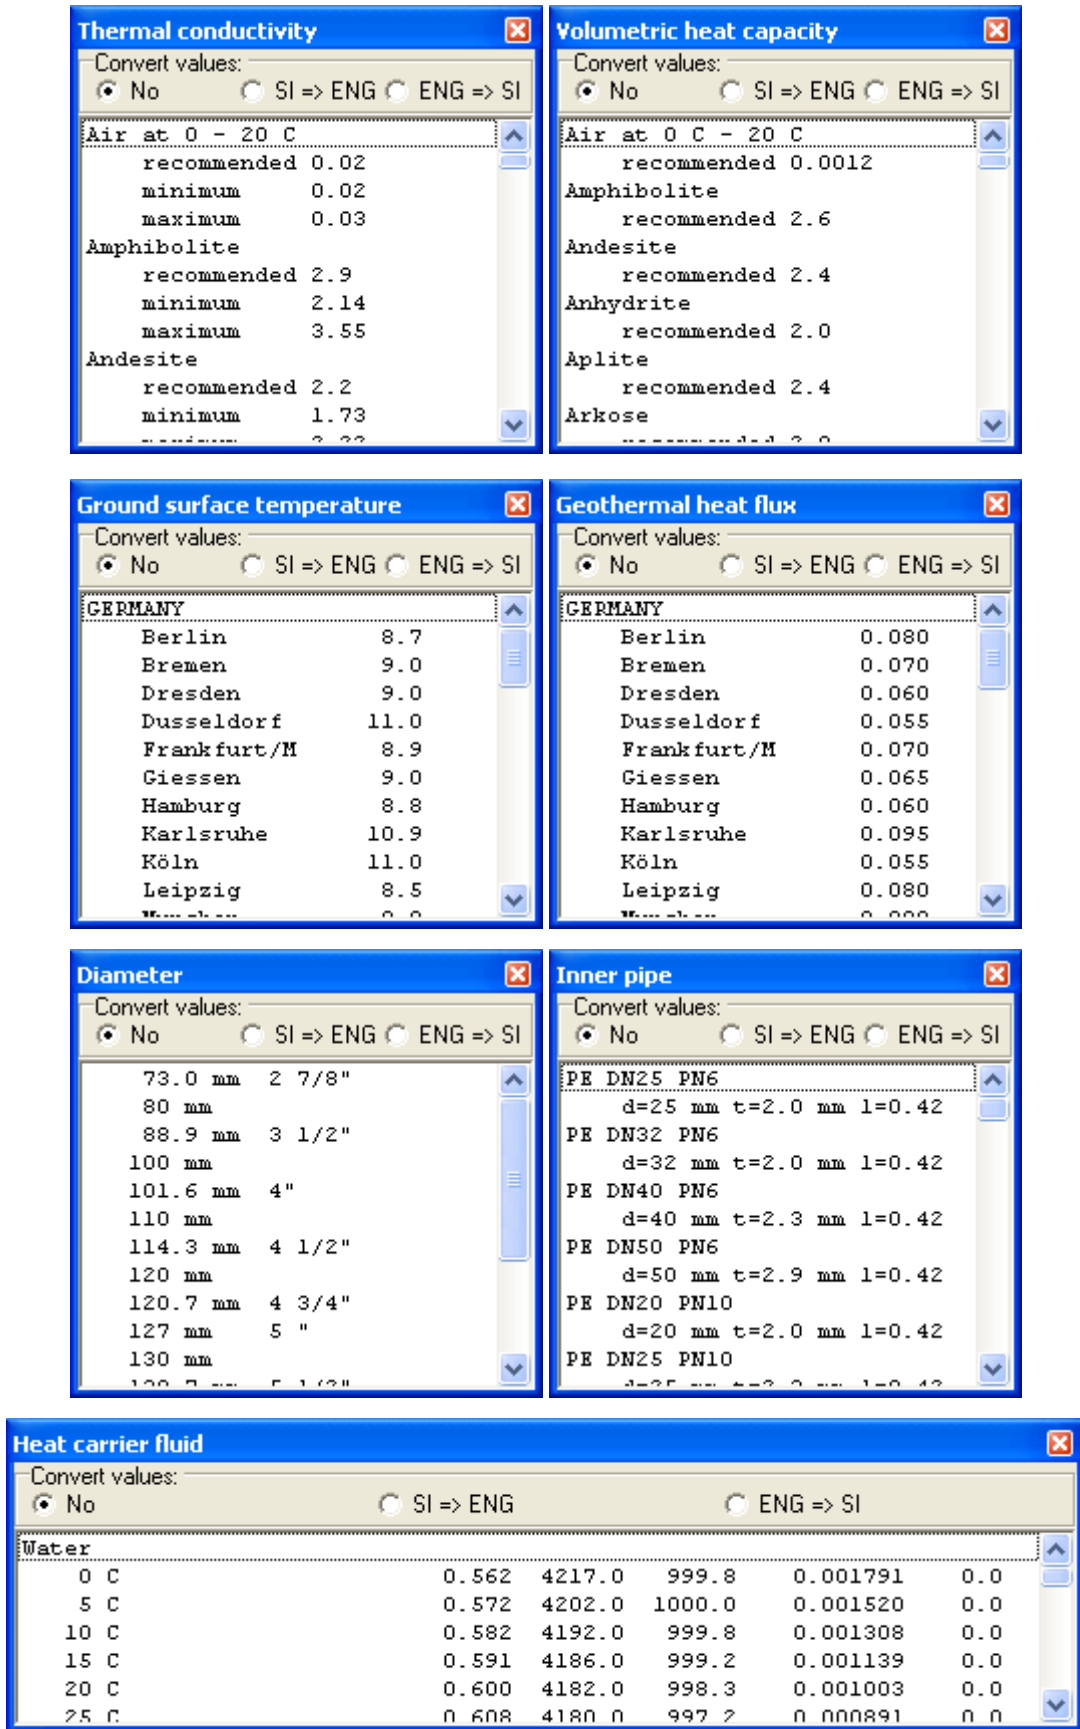 Thermal conductivity
Convert values:
No SI => ENG ENG => SI
Air at 0 - 20 C
recommended 0.02
minimum 0.02
maximum 0.03
Amphibolite
recommended 2.9
minimum 2.14
maximum 3.55
Andesite
recommended 2.2
minimum 1.73
Volumetric heat capacity
Convert values:
No SI => ENG ENG => SI
Air at 0 C - 20 C
recommended 0.0012
Amphibolite
recommended 2.6
Andesite
recommended 2.4
Anhydrite
recommended 2.0
Aplite
recommended 2.4
Arkose
Ground surface temperature
Convert values:
No SI => ENG ENG => SI
GERMANY
Berlin 8.7
Bremen 9.0
Dresden 9.0
Dusseldorf 11.0
Frankfurt/M 8.9
Giessen 9.0
Hamburg 8.8
Karlsruhe 10.9
Köln 11.0
Leipzig 8.5
Geothermal heat flux
Convert values:
No SI => ENG ENG => SI
GERMANY
Berlin 0.080
Bremen 0.070
Dresden 0.060
Dusseldorf 0.055
Frankfurt/M 0.070
Giessen 0.065
Hamburg 0.060
Karlsruhe 0.095
Köln 0.055
Leipzig 0.080
Diameter
Convert values:
No SI => ENG ENG => SI
73.0 mm 2 7/8"
80 mm
88.9 mm 3 1/2"
100 mm
101.6 mm 4"
110 mm
114.3 mm 4 1/2"
120 mm
120.7 mm 4 3/4"
127 mm 5 "
130 mm
Inner pipe
Convert values:
No SI => ENG ENG => SI
PE DN25 PN6
d=25 mm t=2.0 mm l=0.42
PE DN32 PN6
d=32 mm t=2.0 mm l=0.42
PE DN40 PN6
d=40 mm t=2.3 mm l=0.42
PE DN50 PN6
d=50 mm t=2.9 mm l=0.42
PE DN20 PN10
d=20 mm t=2.0 mm l=0.42
PE DN25 PN10
Heat carrier fluid
Convert values:
No SI => ENG ENG => SI
Water
0 C 0.562 4217.0 999.8 0.001791 0.0
5 C 0.572 4202.0 1000.0 0.001520 0.0
10 C 0.582 4192.0 999.8 0.001308 0.0
15 C 0.591 4186.0 999.2 0.001139 0.0
20 C 0.600 4182.0 998.3 0.001003 0.0
25 C 0.608 4180.0 997.2 0.000891 0.0